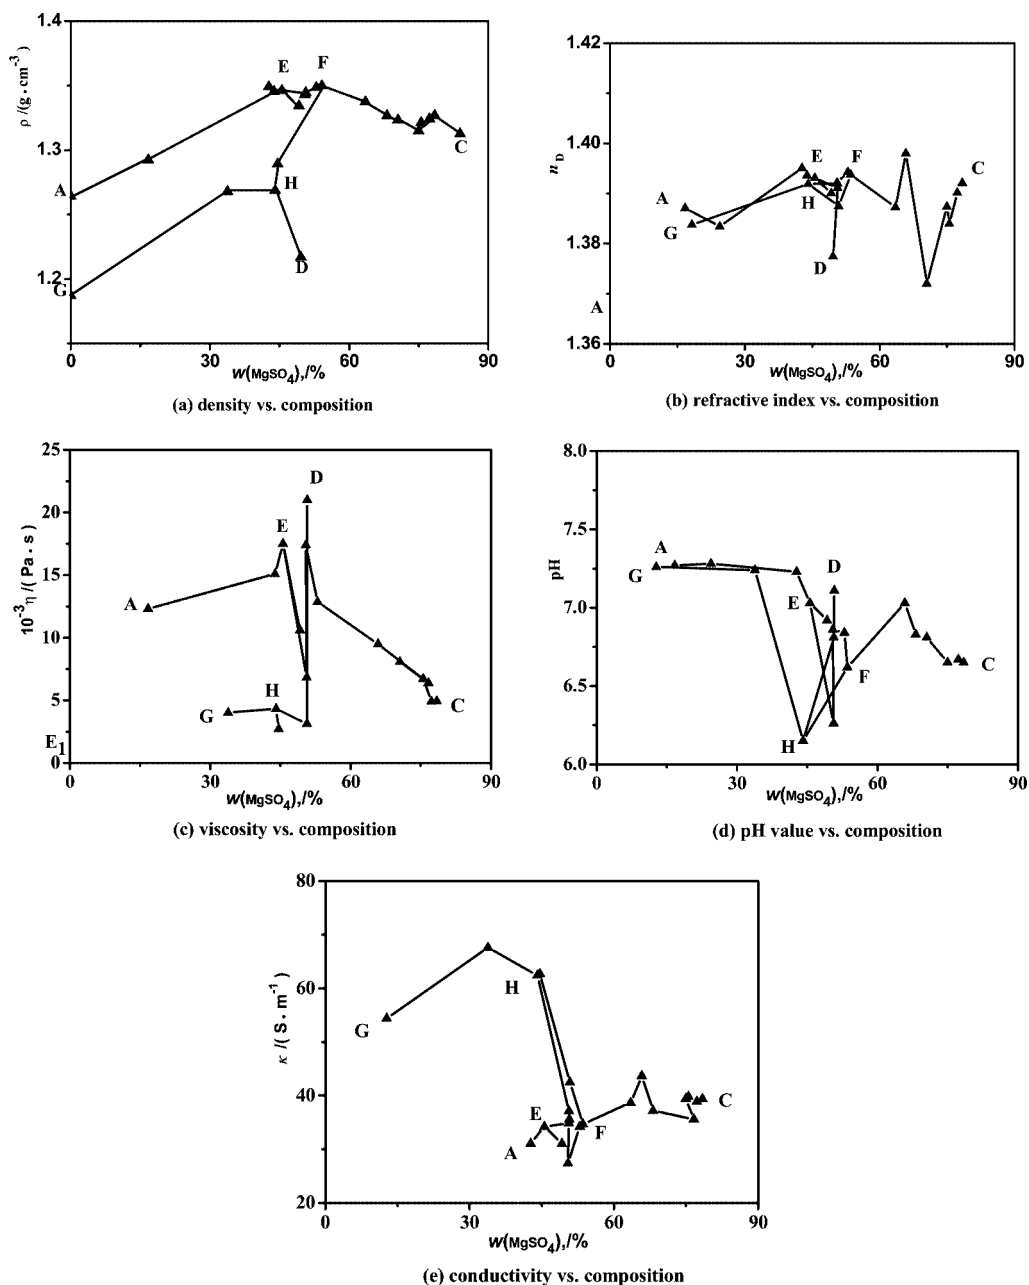 1.4
1.3
1.2
ρ /(g · cm⁻³)
E
F
A
C
H
G
D
0
30
60
90
w(MgSO₄),/%
(a) density vs. composition
1.42
1.40
1.38
1.36
n_D
E
F
C
A
H
G
D
A
0
30
60
90
w(MgSO₄),/%
(b) refractive index vs. composition
25
20
15
10
5
0
10⁻³η /( Pa · s )
D
E
A
H
G
C
E₁
0
30
60
90
w(MgSO₄),/%
(c) viscosity vs. composition
8.0
7.5
7.0
6.5
6.0
pH
A
G
D
E
C
F
H
0
30
60
90
w(MgSO₄),/%
(d) pH value vs. composition
80
60
40
20
κ /( S · m⁻¹ )
H
G
E
A
F
C
0
30
60
90
w(MgSO₄),/%
(e) conductivity vs. composition